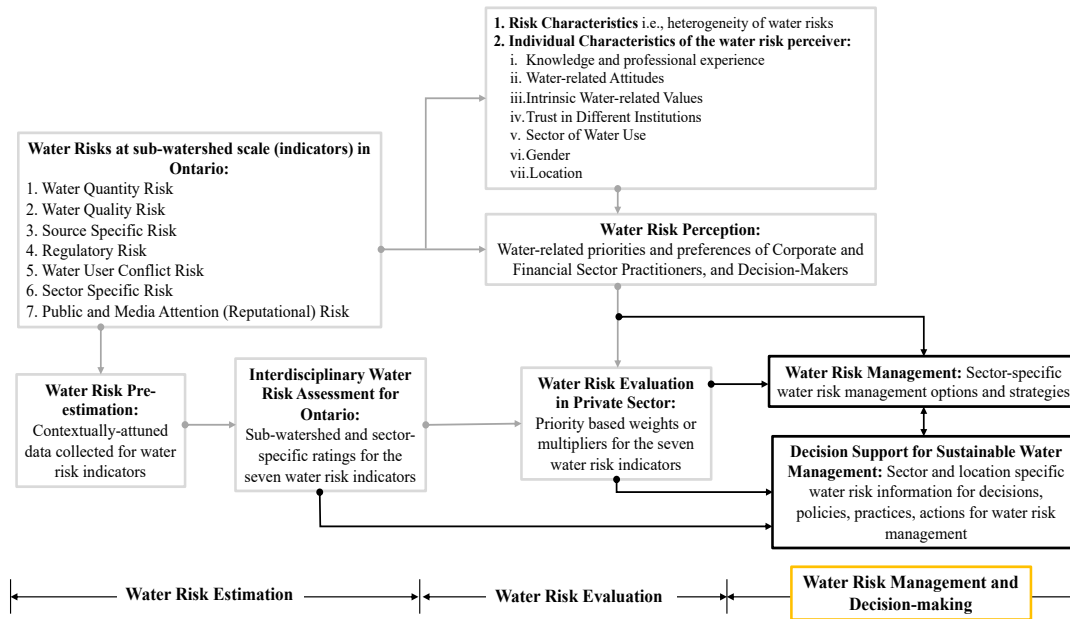 1. Risk Characteristics i.e., heterogeneity of water risks
2. Individual Characteristics of the water risk perceiver:
i. Knowledge and professional experience
ii. Water-related Attitudes
iii. Intrinsic Water-related Values
iv. Trust in Different Institutions
v. Sector of Water Use
vi. Gender
vii. Location
Water Risks at sub-watershed scale (indicators) in
Ontario:
1. Water Quantity Risk
2. Water Quality Risk
3. Source Specific Risk
4. Regulatory Risk
5. Water User Conflict Risk
6. Sector Specific Risk
7. Public and Media Attention (Reputational) Risk
Water Risk Perception:
Water-related priorities and preferences of Corporate and
Financial Sector Practitioners, and Decision-Makers
Water Risk Pre-
estimation:
Contextually-attuned
data collected for water
risk indicators
Interdisciplinary Water
Risk Assessment for
Ontario:
Sub-watershed and sector-
specific ratings for the
seven water risk indicators
Water Risk Evaluation
in Private Sector:
Priority based weights or
multipliers for the seven
water risk indicators
Water Risk Management: Sector-specific
water risk management options and strategies
Decision Support for Sustainable Water
Management: Sector and location specific
water risk information for decisions,
policies, practices, actions for water risk
management
Water Risk Estimation
Water Risk Evaluation
Water Risk Management and
Decision-making